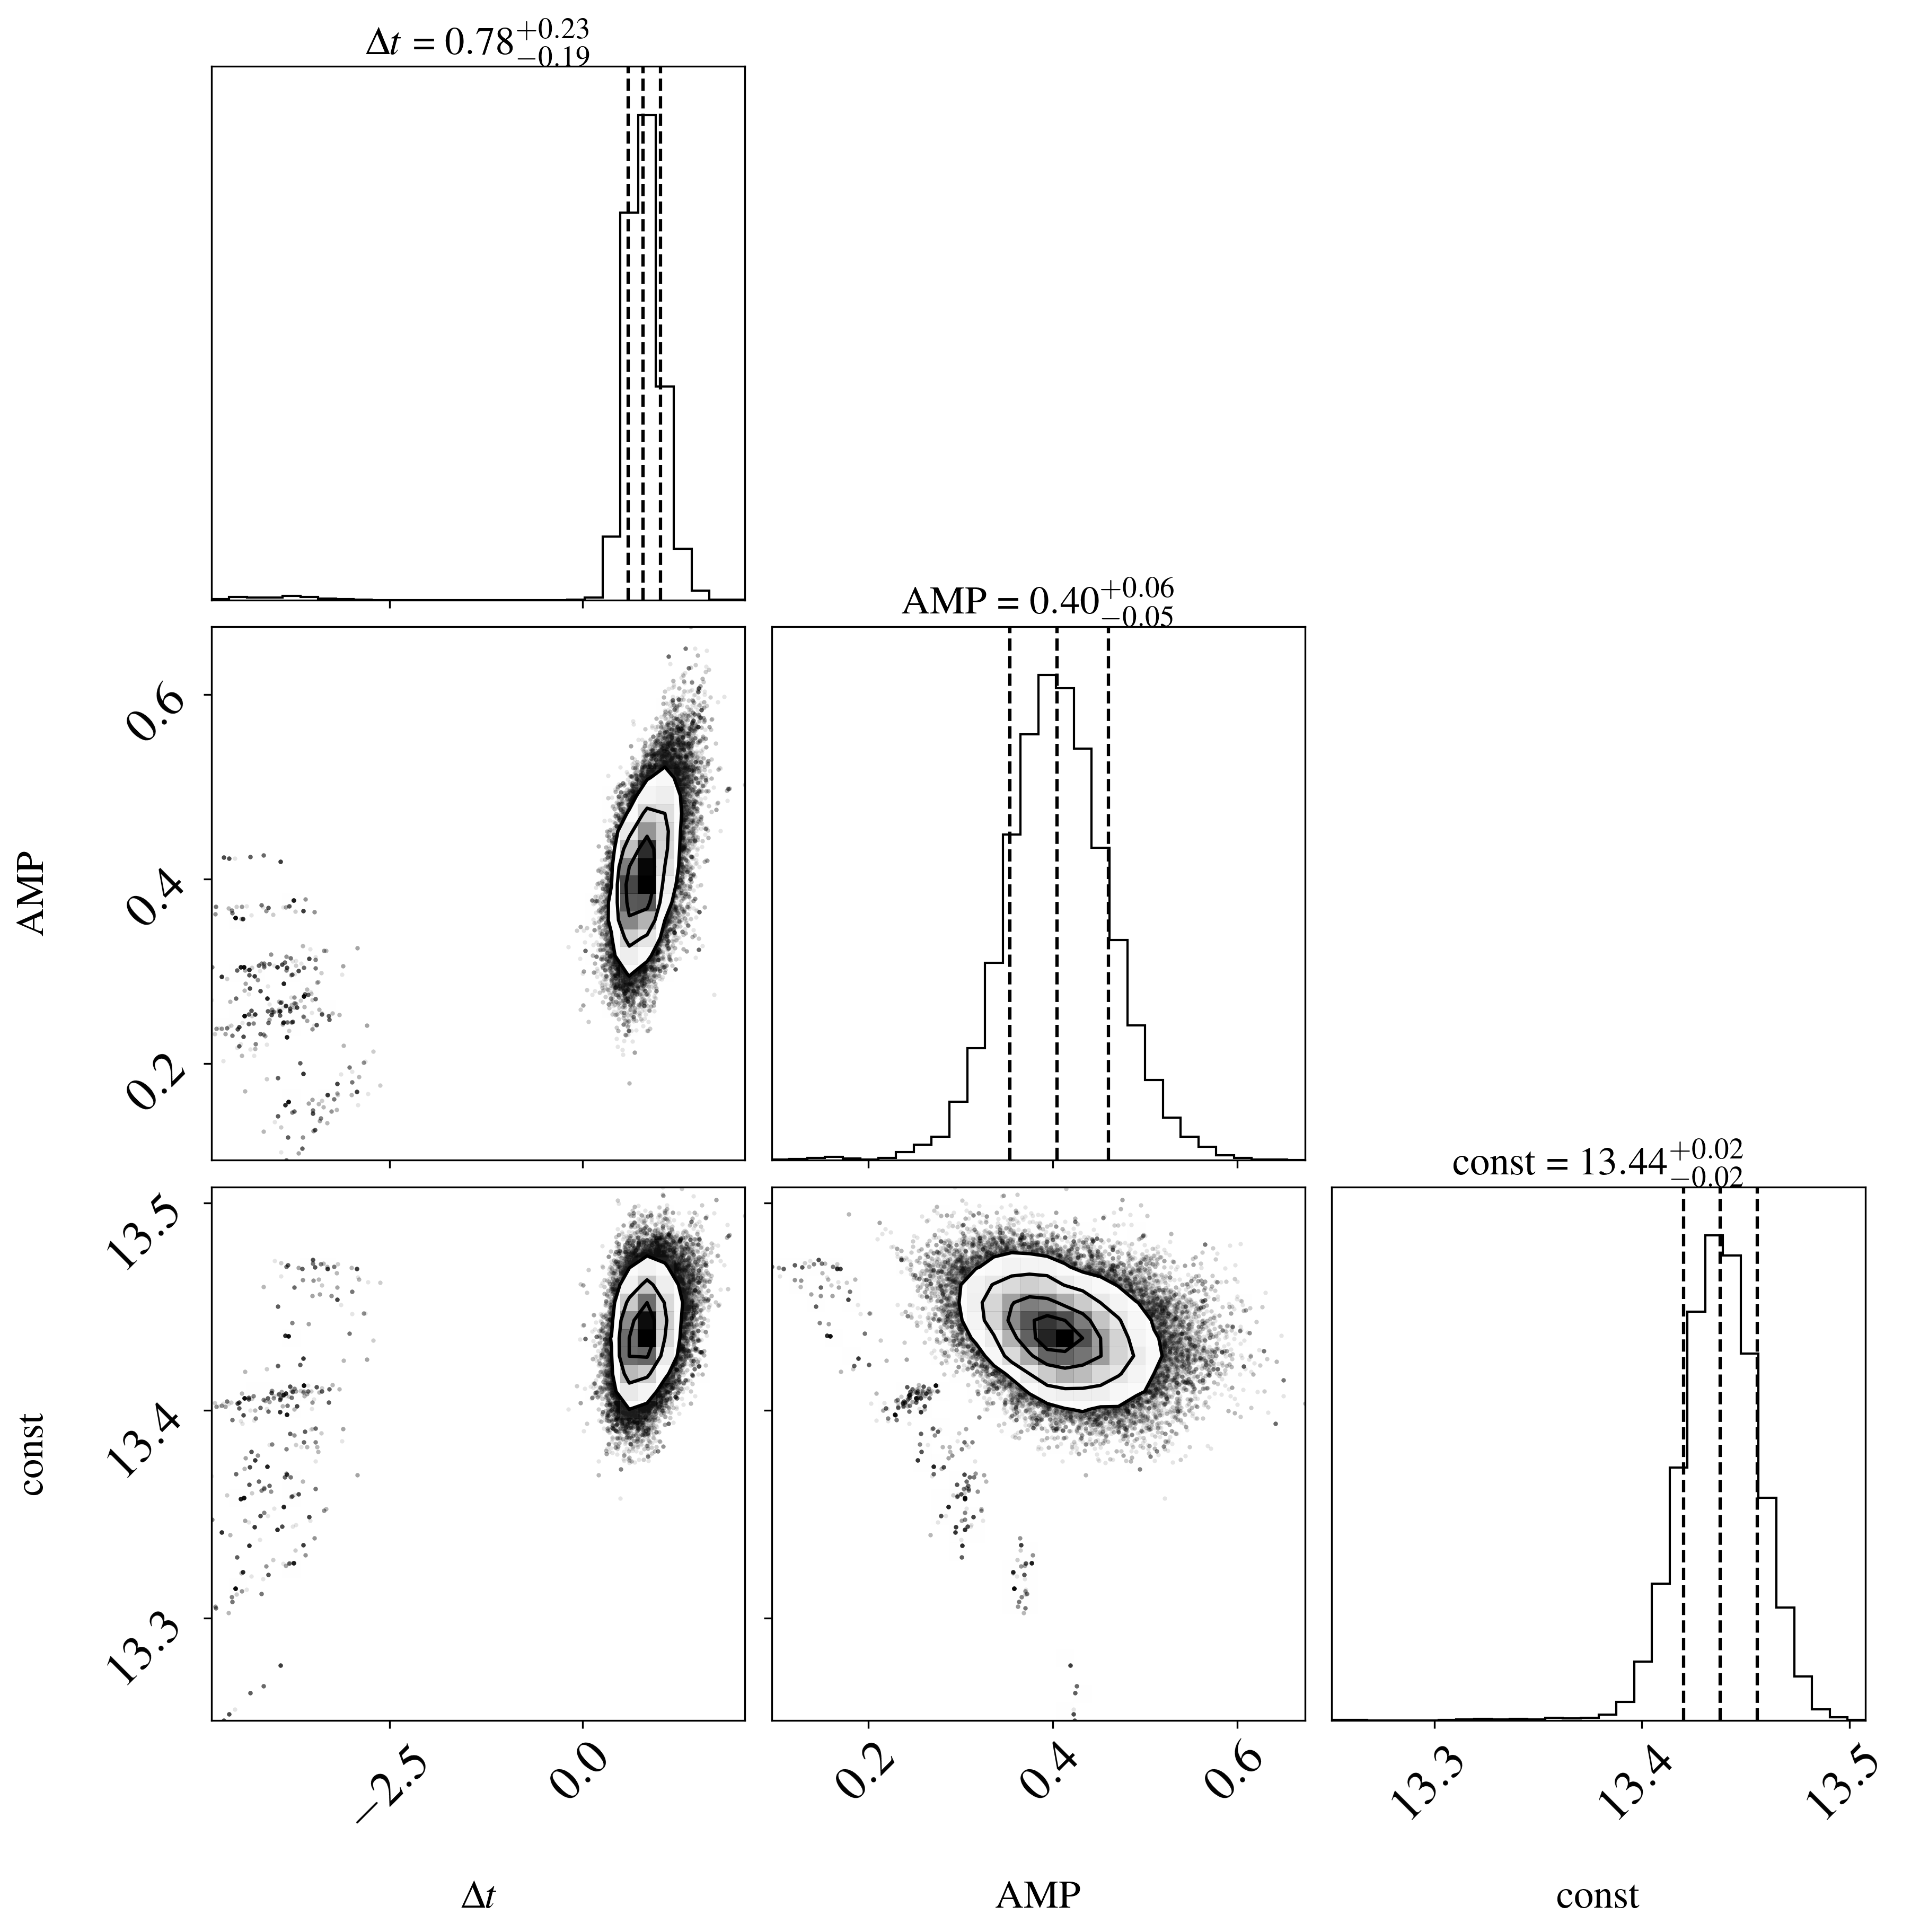 Δt = 0.78 +0.23 −0.19
AMP = 0.40 +0.06 −0.05
0.6
0.4
0.2
AMP
const = 13.44 +0.02 −0.02
13.5
13.4
13.3
const
−2.5 0.0 0.2 0.4 0.6 13.3 13.4 13.5
Δt AMP const